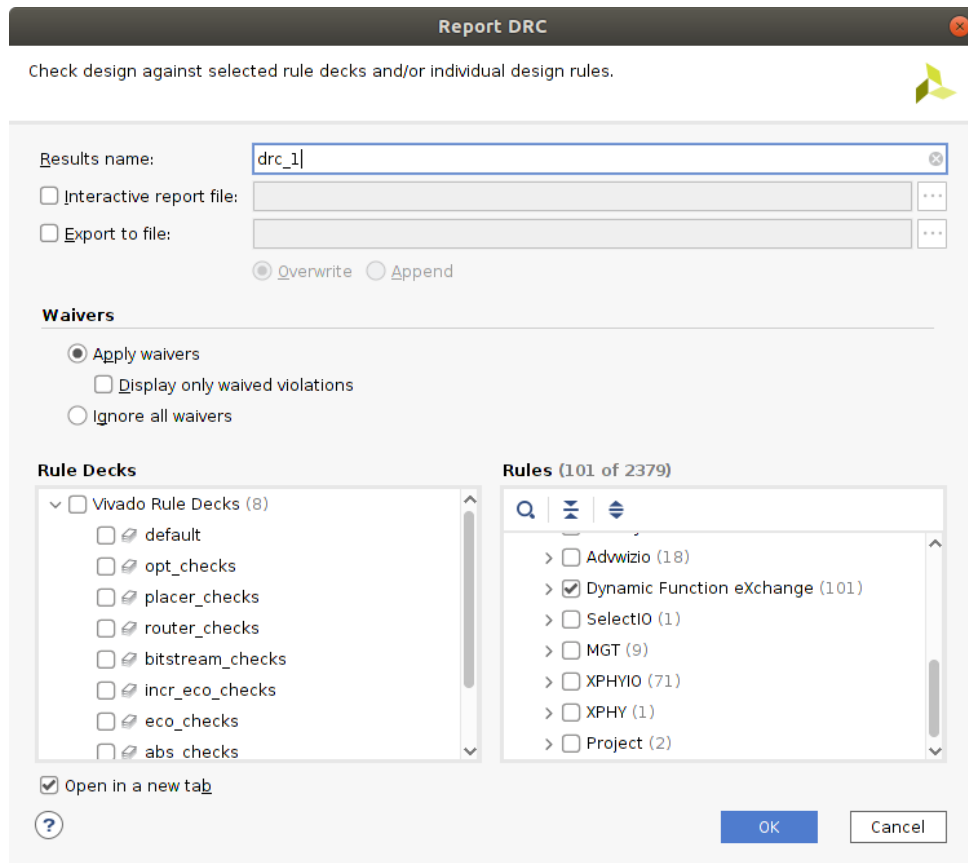 Report DRC
Check design against selected rule decks and/or individual design rules.
Results name: drc_1
Interactive report file: ...
Export to file: ...
Overwrite Append
Waivers
Apply waivers
Display only waived violations
Ignore all waivers
Rule Decks
Vivado Rule Decks (8)
default
opt_checks
placer_checks
router_checks
bitstream_checks
incr_eco_checks
eco_checks
abs_checks
Rules (101 of 2379)
Advwizio (18)
Dynamic Function eXchange (101)
SelectIO (1)
MGT (9)
XPHYIO (71)
XPHY (1)
Project (2)
Open in a new tab
? OK Cancel